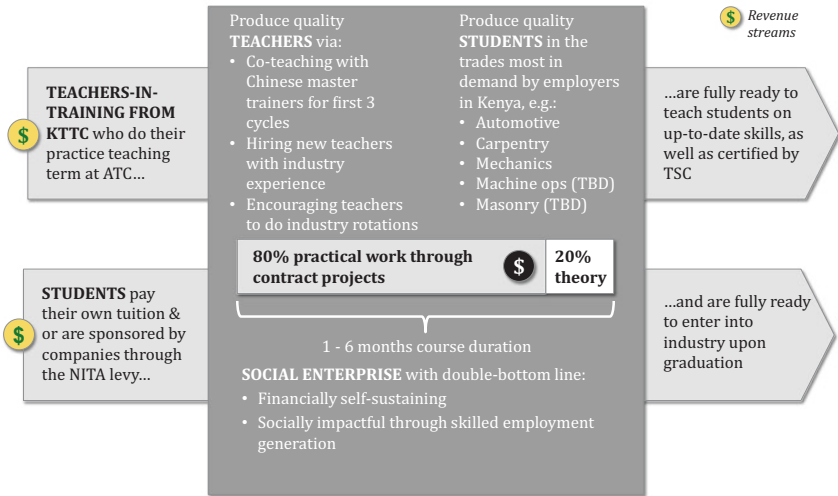 $ Revenue
streams
TEACHERS-IN-
TRAINING FROM
KTTC who do their
practice teaching
term at ATC…
$
Produce quality
TEACHERS via:
• Co-teaching with
Chinese master
trainers for first 3
cycles
• Hiring new teachers
with industry
experience
• Encouraging teachers
to do industry rotations
Produce quality
STUDENTS in the
trades most in
demand by employers
in Kenya, e.g.:
• Automotive
• Carpentry
• Mechanics
• Machine ops (TBD)
• Masonry (TBD)
…are fully ready to
teach students on
up-to-date skills, as
well as certified by
TSC
80% practical work through
contract projects
$
20%
theory
STUDENTS pay
their own tuition &
or are sponsored by
companies through
the NITA levy…
$
1 - 6 months course duration
SOCIAL ENTERPRISE with double-bottom line:
• Financially self-sustaining
• Socially impactful through skilled employment
generation
…and are fully ready
to enter into
industry upon
graduation